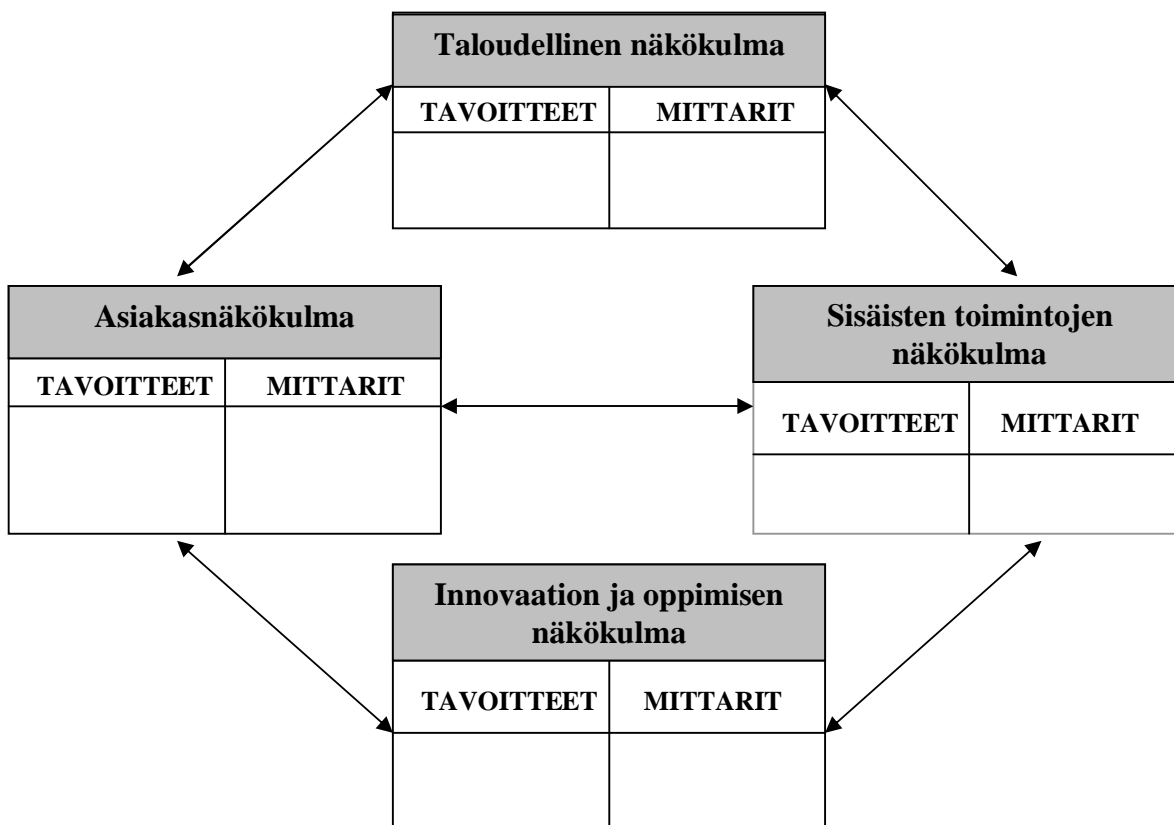 Taloudellinen näkökulma
TAVOITTEET MITTARIT
Asiakasnäkökulma
TAVOITTEET MITTARIT
Sisäisten toimintojen
näkökulma
TAVOITTEET MITTARIT
Innovaation ja oppimisen
näkökulma
TAVOITTEET MITTARIT